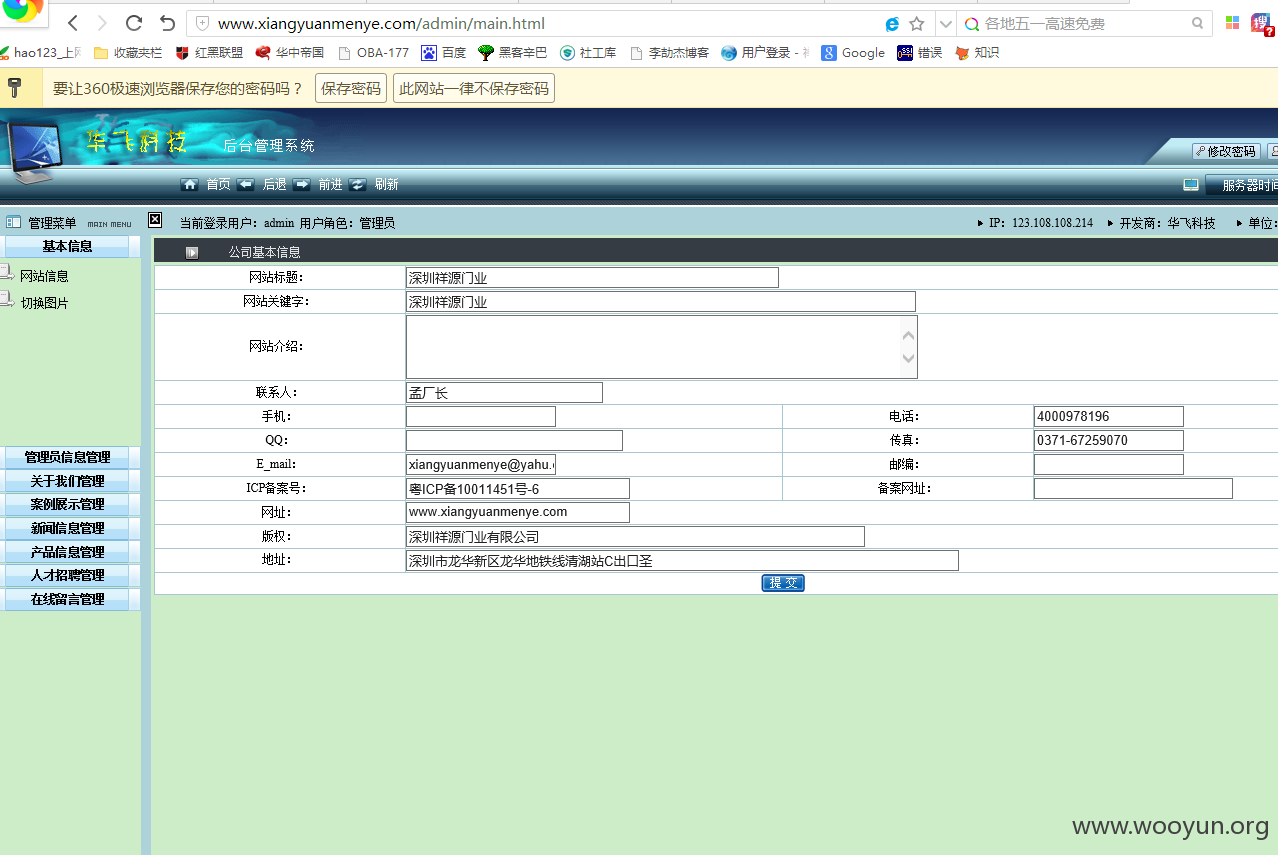 www.xiangyuanmenye.com/admin/main.html
各地五一高速免费
hao123_上网 收藏夹栏 红黑联盟 华中帝国 OBA-177 百度 黑客辛巴 社工库 李劼杰博客 用户登录 - Google 错误 知识
要让360极速浏览器保存您的密码吗？ 保存密码 此网站一律不保存密码
华飞科技 后台管理系统
修改密码
首页 后退 前进 刷新 服务器时间
管理菜单 MAIN MENU 当前登录用户：admin 用户角色：管理员 IP：123.108.108.214 开发商：华飞科技 单位：
基本信息
网站信息
切换图片
管理员信息管理
关于我们管理
案例展示管理
新闻信息管理
产品信息管理
人才招聘管理
在线留言管理
公司基本信息
网站标题： 深圳祥源门业
网站关键字： 深圳祥源门业
网站介绍：
联系人： 孟厂长
手机： 电话： 4000978196
QQ： 传真： 0371-67259070
E_mail： xiangyuanmenye@yahu. 邮编：
ICP备案号： 粤ICP备10011451号-6 备案网址：
网址： www.xiangyuanmenye.com
版权： 深圳祥源门业有限公司
地址： 深圳市龙华新区龙华地铁线清湖站C出口圣
提 交
www.wooyun.org